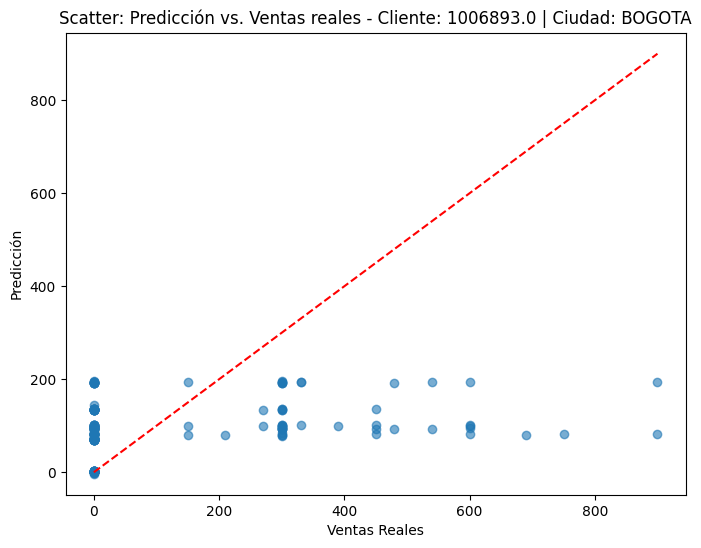 Scatter: Predicción vs. Ventas reales - Cliente: 1006893.0 | Ciudad: BOGOTA
800
600
400
200
0
Predicción
0 200 400 600 800
Ventas Reales